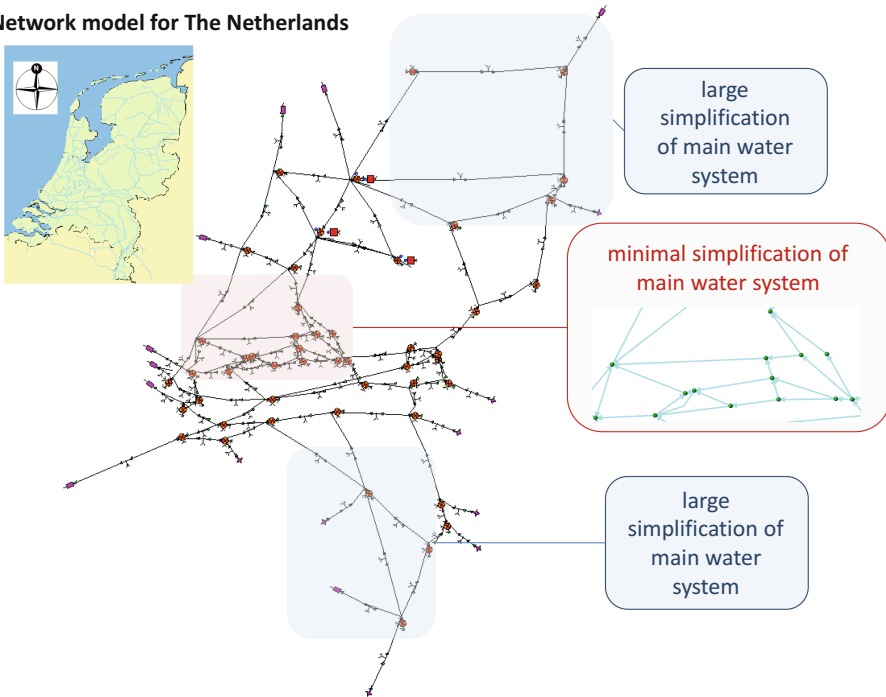 Network model for The Netherlands
N
large
simplification
of main water
system
minimal simplification of
main water system
large
simplification of
main water
system